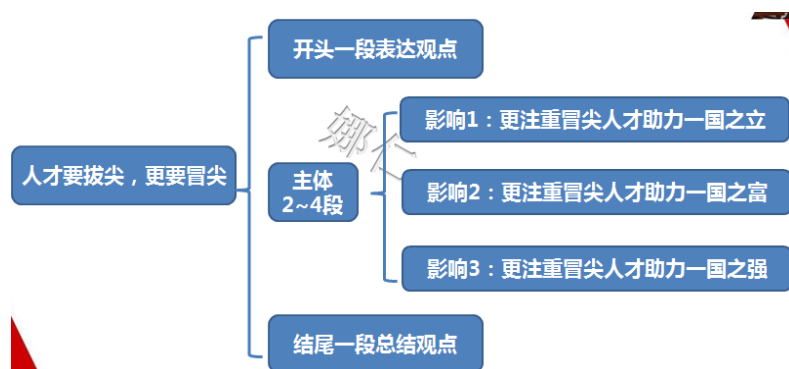 开头一段表达观点
影响1：更注重冒尖人才助力一国之立
娜仁
人才要拔尖，更要冒尖
主体
2~4段
影响2：更注重冒尖人才助力一国之富
影响3：更注重冒尖人才助力一国之强
结尾一段总结观点